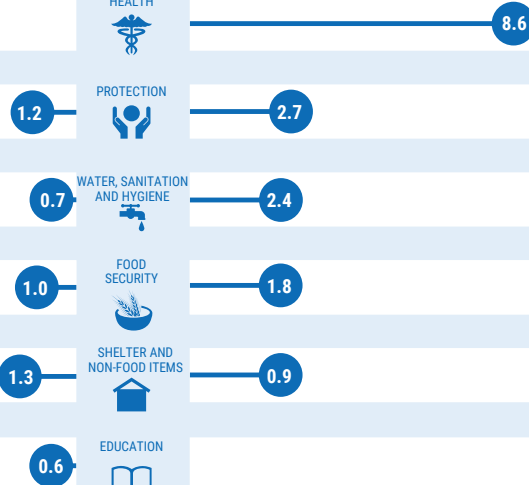 HEALTH
8.6
PROTECTION
1.2
2.7
WATER, SANITATION
AND HYGIENE
0.7
2.4
FOOD
SECURITY
1.0
1.8
SHELTER AND
NON-FOOD ITEMS
1.3
0.9
EDUCATION
0.6